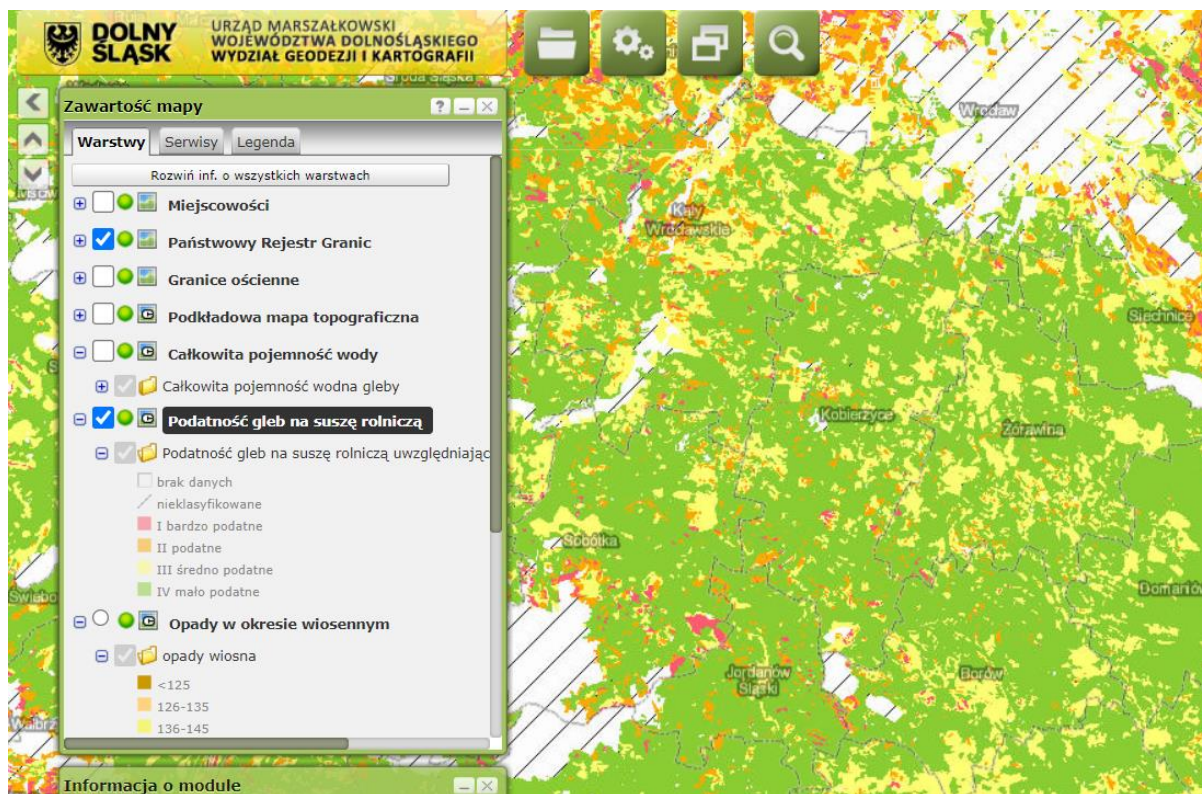 DOLNY
ŚLĄSK
URZĄD MARSZAŁKOWSKI
WOJEWÓDZTWA DOLNOŚLĄSKIEGO
WYDZIAŁ GEODEZJI I KARTOGRAFII
Środa Śląska
Zawartość mapy
Warstwy Serwisy Legenda
Rozwiń inf. o wszystkich warstwach
Miejscowości
Państwowy Rejestr Granic
Granice ościenne
Podkładowa mapa topograficzna
Całkowita pojemność wody
Całkowita pojemność wodna gleby
Podatność gleb na suszę rolniczą
Podatność gleb na suszę rolniczą uwzględniając
brak danych
nieklasyfikowane
I bardzo podatne
II podatne
III średno podatne
IV mało podatne
Opady w okresie wiosennym
opady wiosna
<125
126-135
136-145
Informacja o module
Wrocław
Kąty
Wrocławskie
Siechnice
Kobierzyce
Żórawina
Sobótka
Domaniów
Jordanów
Śląski
Borów
Świebo
Wałbrz